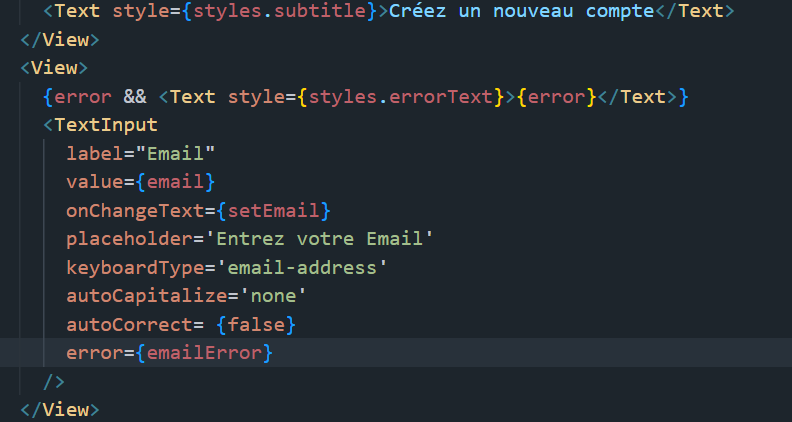 <Text style={styles.subtitle}>Créez un nouveau compte</Text>
</View>
<View>
{error && <Text style={styles.errorText}>{error}</Text>}
<TextInput
label="Email"
value={email}
onChangeText={setEmail}
placeholder='Entrez votre Email'
keyboardType='email-address'
autoCapitalize='none'
autoCorrect= {false}
error={emailError}
/>
</View>